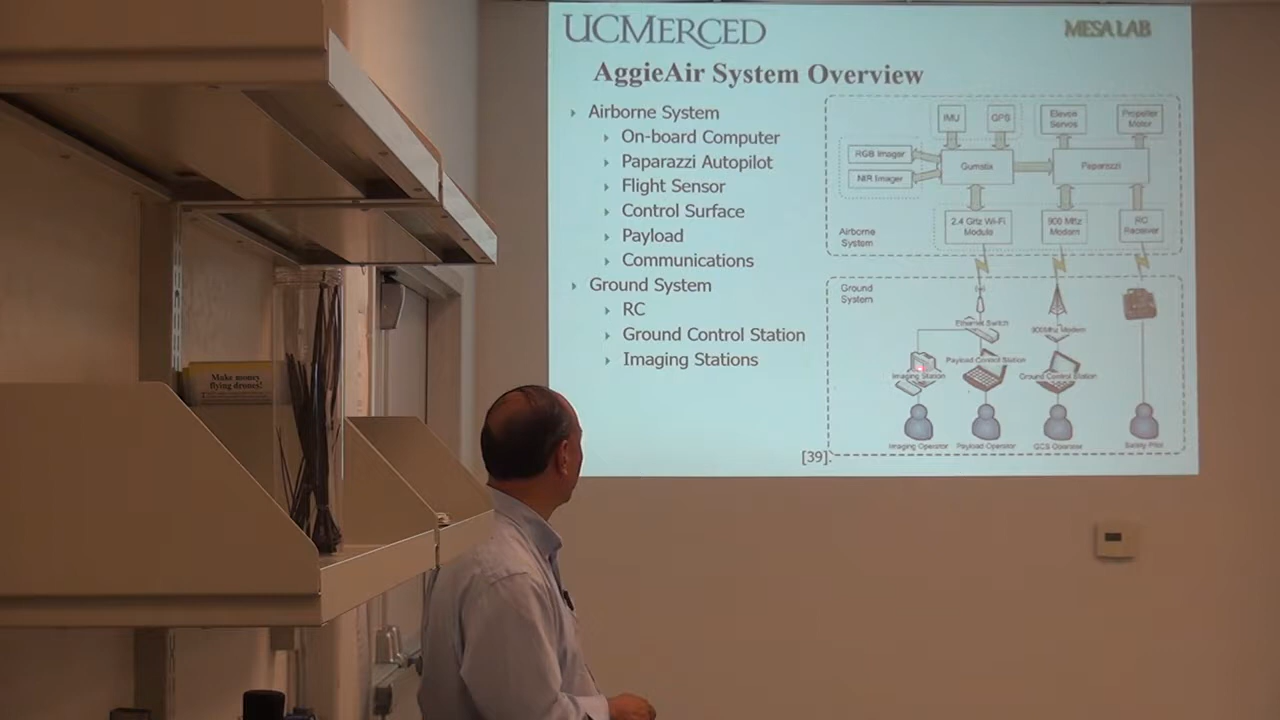 UCMERCED
MESA LAB
AggieAir System Overview
Airborne System
On-board Computer
Paparazzi Autopilot
Flight Sensor
Control Surface
Payload
Communications
Ground System
RC
Ground Control Station
Imaging Stations
[39].
IMU
GPS
Eleven
Servos
Propeller
Motor
RGB Imager
NIR Imager
Gumstix
Paparazzi
2.4 GHz Wi-Fi
Module
900 MHz
Modem
RC
Receiver
Airborne
System
Ground
System
Ethernet Switch
900MHz Modem
Imaging Station
Payload Control Station
Ground Control Station
Imaging Operator
Payload Operator
GCS Operator
Safety Pilot
Make money
flying drones!